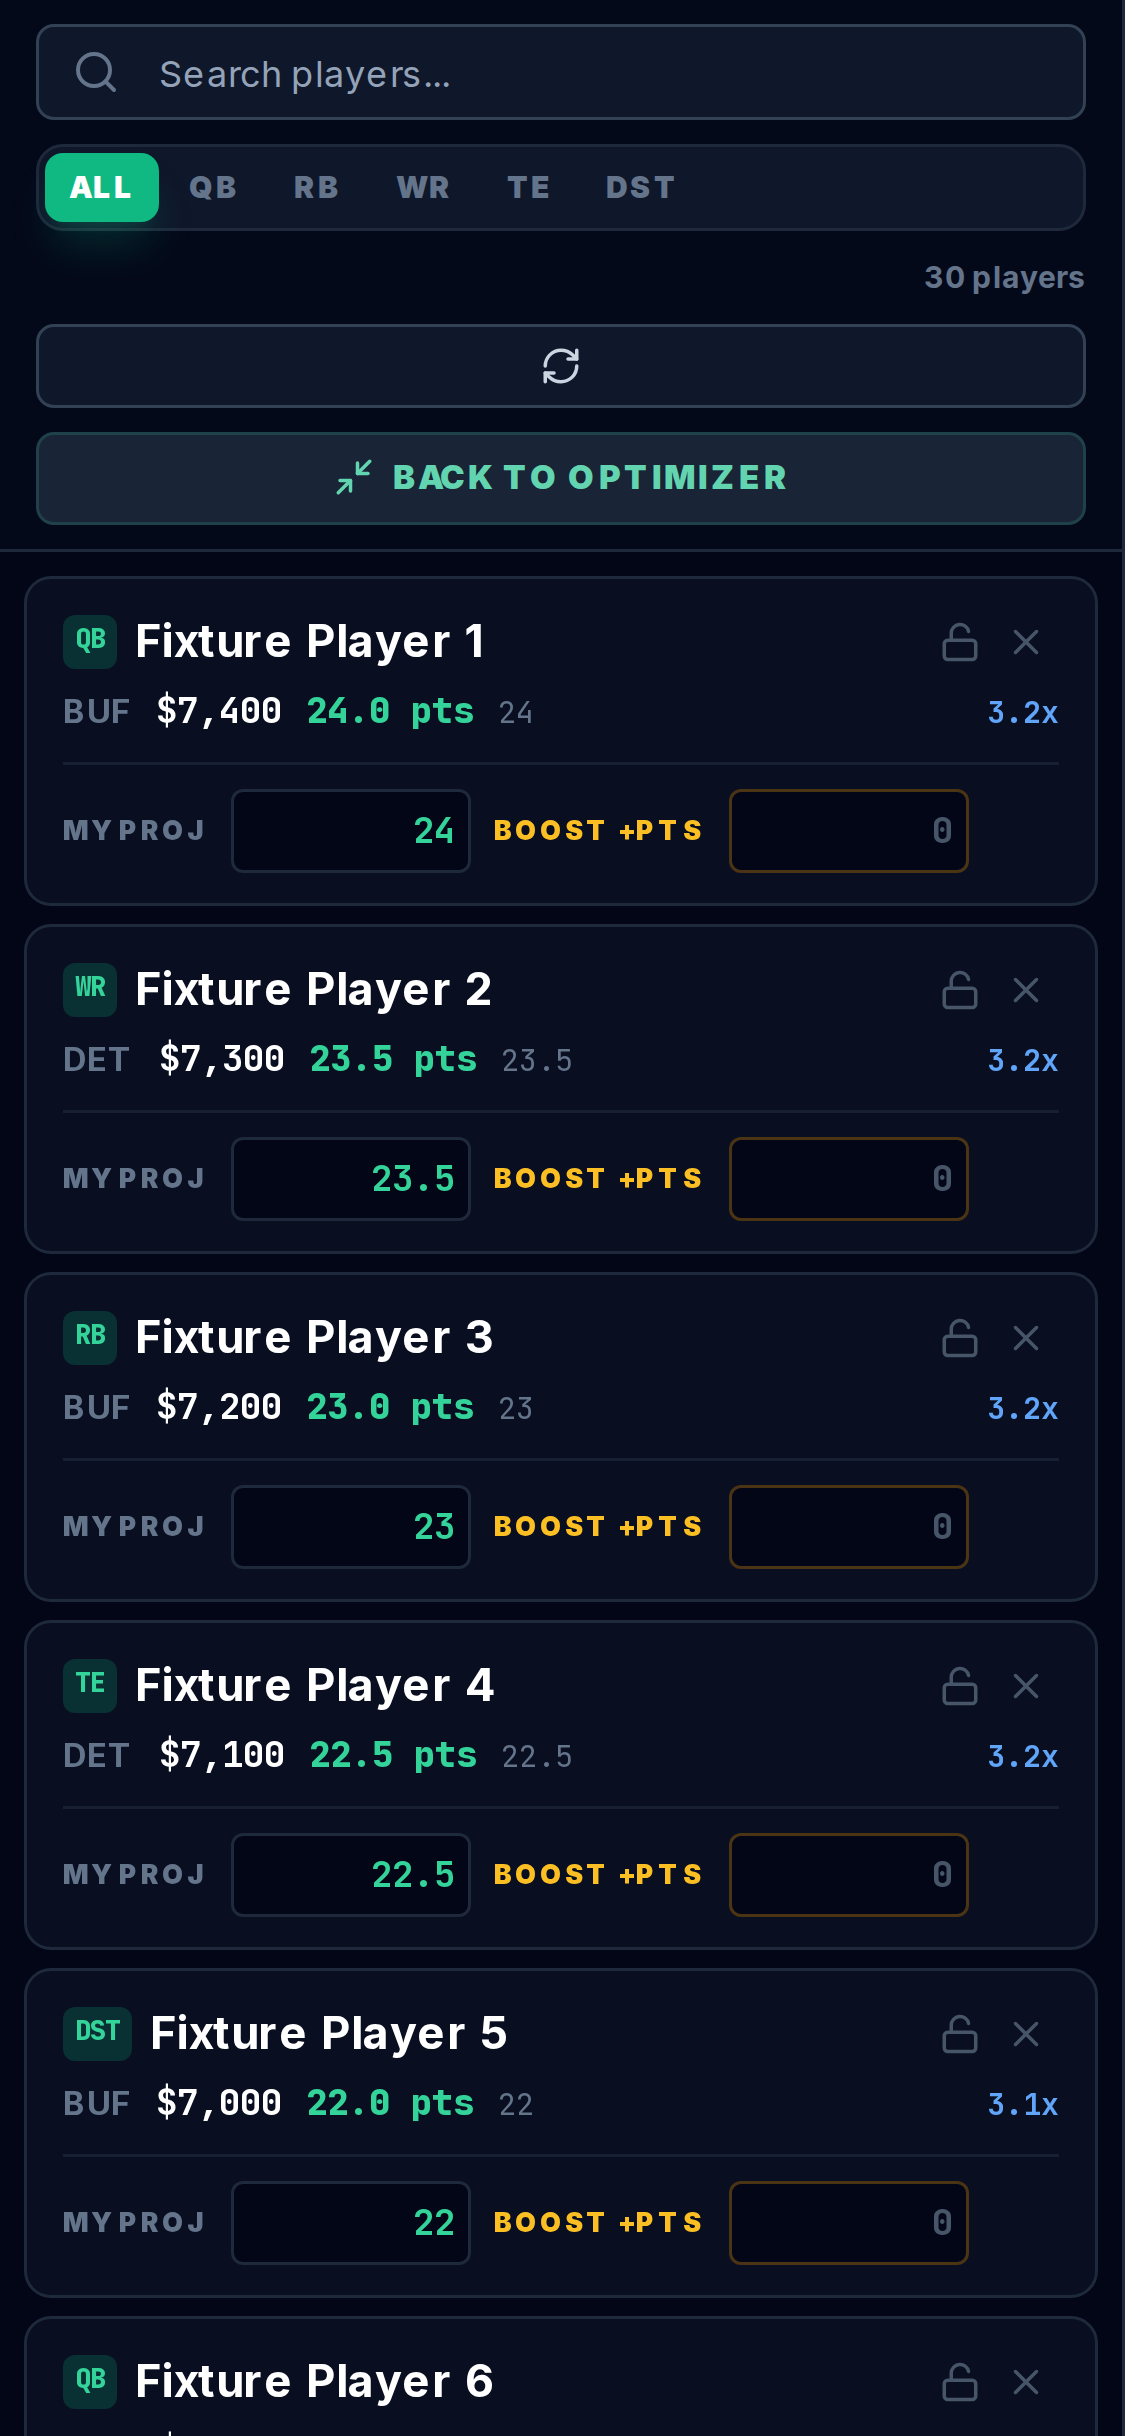 Search players...
ALL QB RB WR TE DST
30 players
BACK TO OPTIMIZER
QB Fixture Player 1
BUF $7,400 24.0 pts 24 3.2x
MY PROJ 24 BOOST +PTS 0
WR Fixture Player 2
DET $7,300 23.5 pts 23.5 3.2x
MY PROJ 23.5 BOOST +PTS 0
RB Fixture Player 3
BUF $7,200 23.0 pts 23 3.2x
MY PROJ 23 BOOST +PTS 0
TE Fixture Player 4
DET $7,100 22.5 pts 22.5 3.2x
MY PROJ 22.5 BOOST +PTS 0
DST Fixture Player 5
BUF $7,000 22.0 pts 22 3.1x
MY PROJ 22 BOOST +PTS 0
QB Fixture Player 6